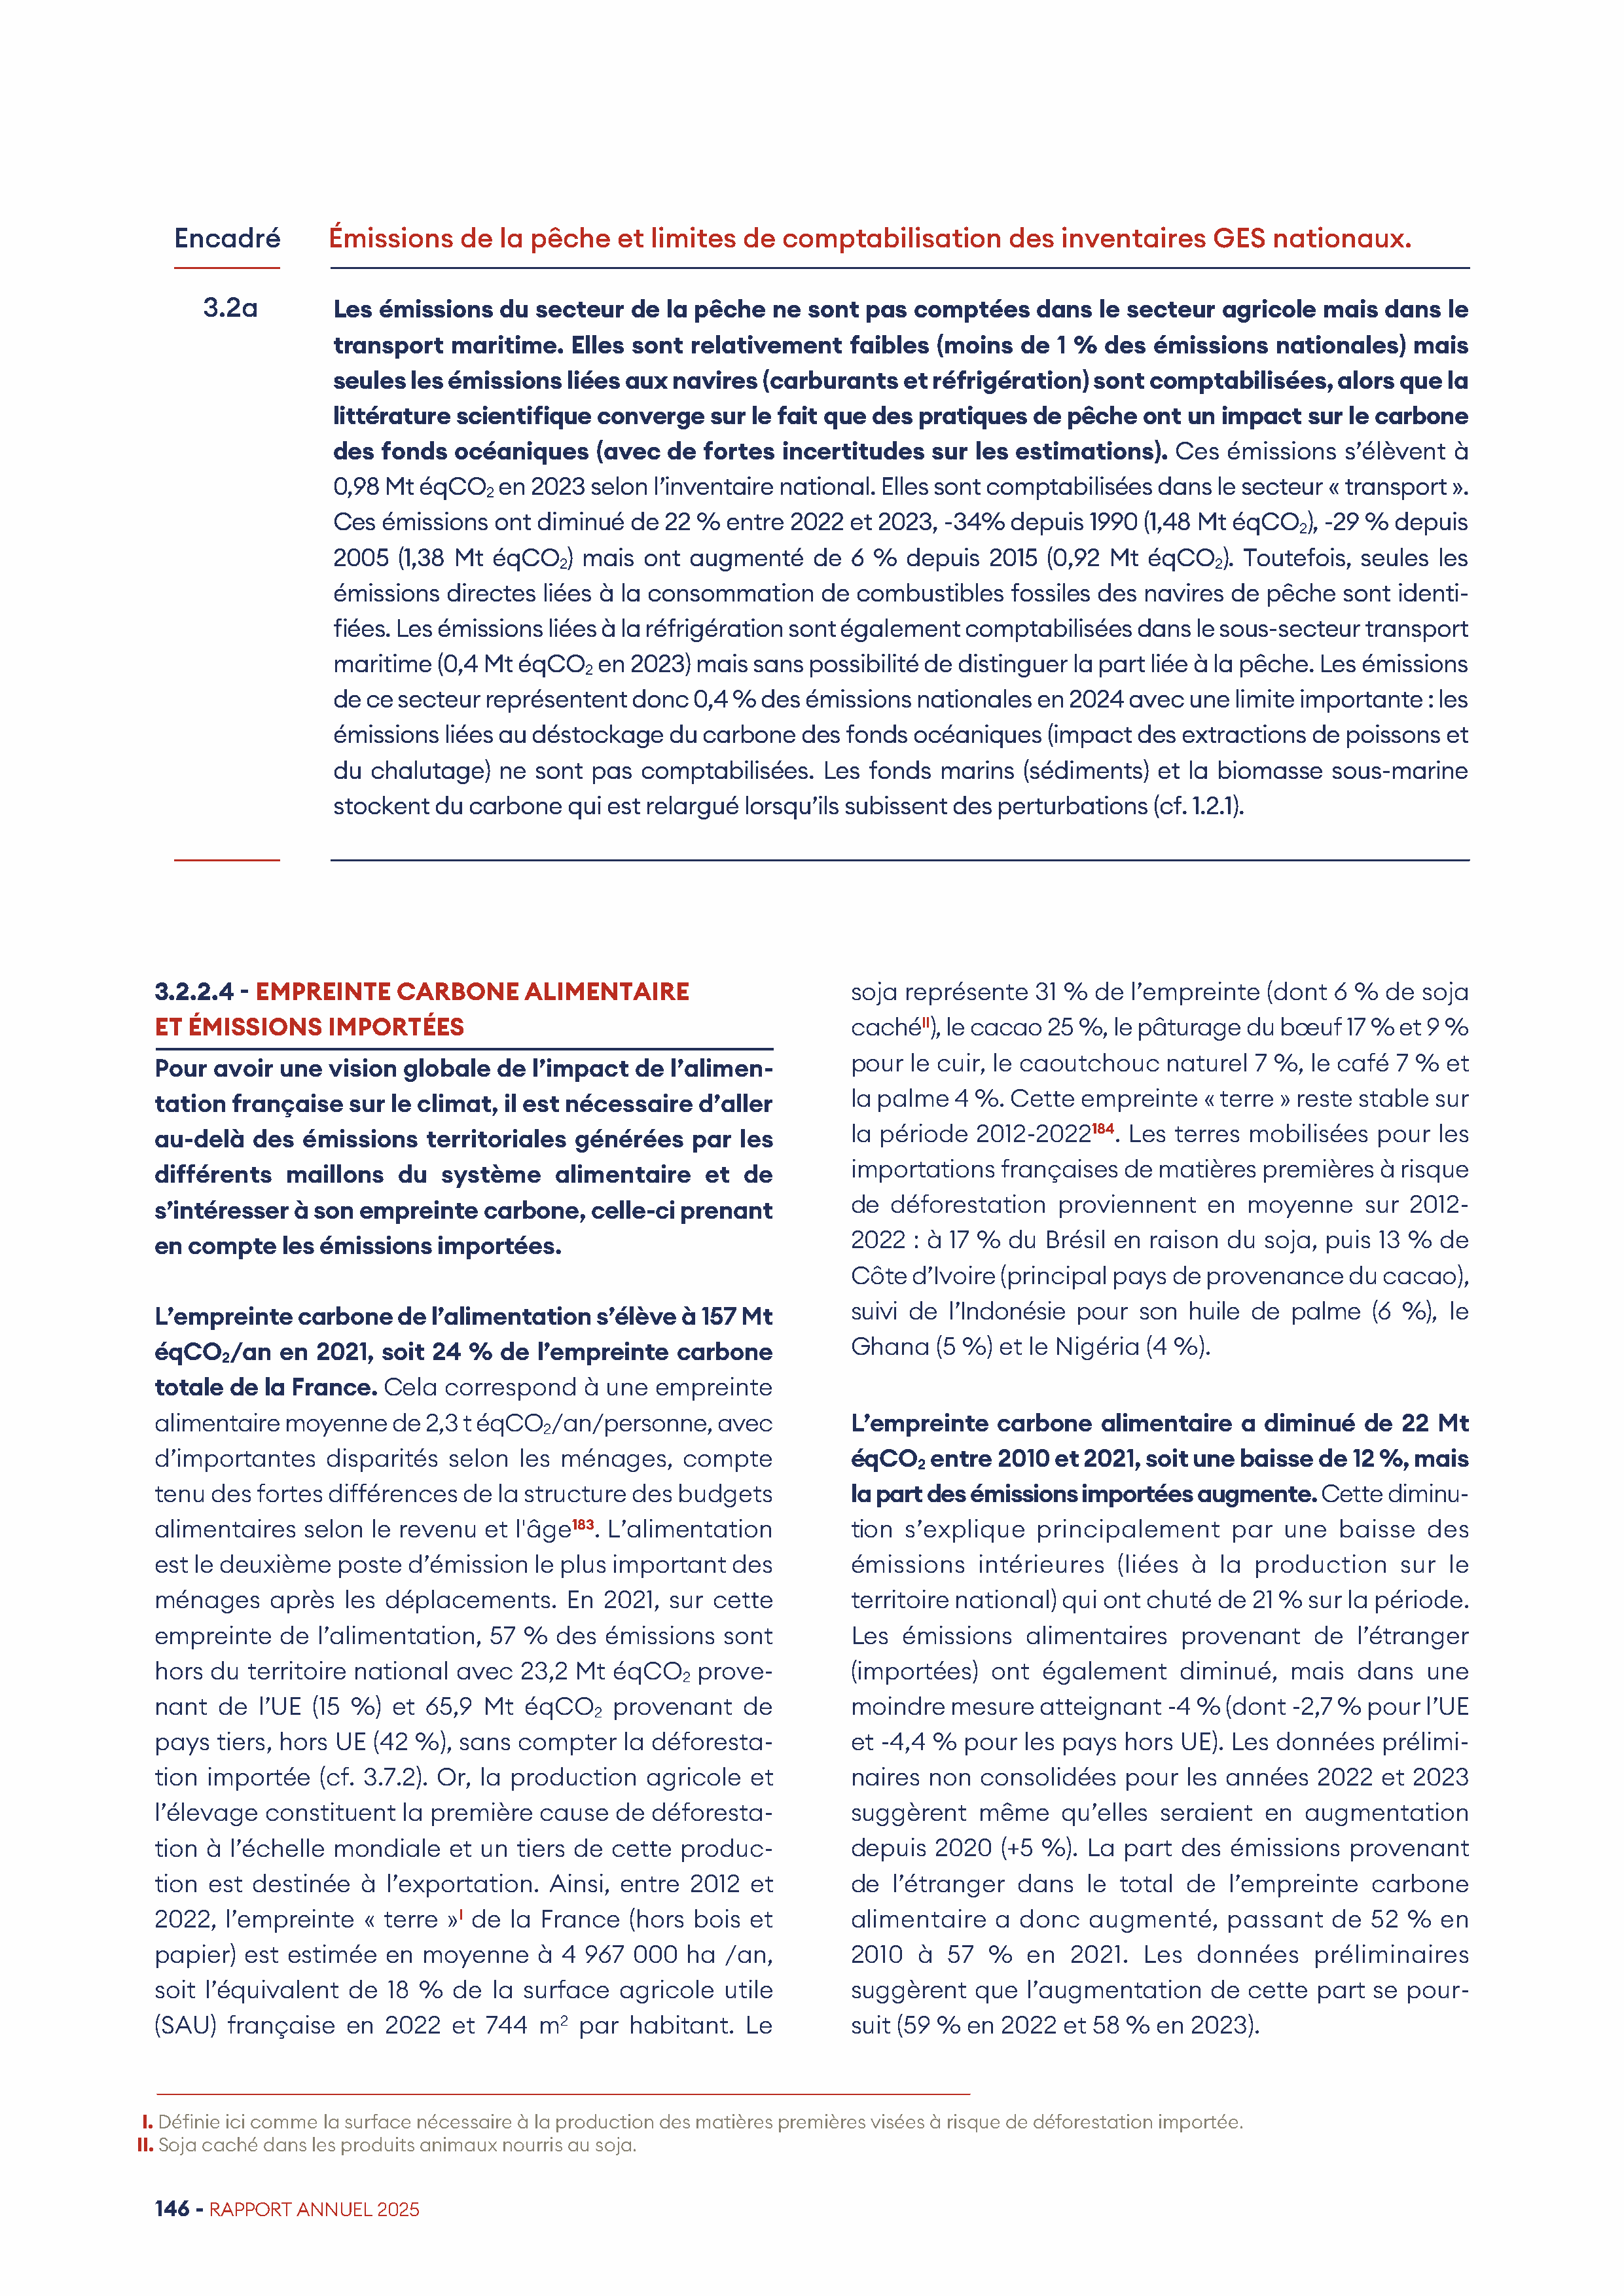 Encadré
Émissions de la pêche et limites de comptabilisation des inventaires GES nationaux.
3.2a
Les émissions du secteur de la pêche ne sont pas comptées dans le secteur agricole mais dans le
transport maritime. Elles sont relativement faibles (moins de 1 % des émissions nationales) mais
seules les émissions liées aux navires (carburants et réfrigération) sont comptabilisées, alors que la
littérature scientifique converge sur le fait que des pratiques de pêche ont un impact sur le carbone
des fonds océaniques (avec de fortes incertitudes sur les estimations). Ces émissions s’élèvent à
0,98 Mt éqCO₂ en 2023 selon l’inventaire national. Elles sont comptabilisées dans le secteur « transport ».
Ces émissions ont diminué de 22 % entre 2022 et 2023, -34% depuis 1990 (1,48 Mt éqCO₂), -29 % depuis
2005 (1,38 Mt éqCO₂) mais ont augmenté de 6 % depuis 2015 (0,92 Mt éqCO₂). Toutefois, seules les
émissions directes liées à la consommation de combustibles fossiles des navires de pêche sont identi-
fiées. Les émissions liées à la réfrigération sont également comptabilisées dans le sous-secteur transport
maritime (0,4 Mt éqCO₂ en 2023) mais sans possibilité de distinguer la part liée à la pêche. Les émissions
de ce secteur représentent donc 0,4 % des émissions nationales en 2024 avec une limite importante : les
émissions liées au déstockage du carbone des fonds océaniques (impact des extractions de poissons et
du chalutage) ne sont pas comptabilisées. Les fonds marins (sédiments) et la biomasse sous-marine
stockent du carbone qui est relargué lorsqu’ils subissent des perturbations (cf. 1.2.1).
3.2.2.4 - EMPREINTE CARBONE ALIMENTAIRE
ET ÉMISSIONS IMPORTÉES
Pour avoir une vision globale de l’impact de l’alimen-
tation française sur le climat, il est nécessaire d’aller
au-delà des émissions territoriales générées par les
différents maillons du système alimentaire et de
s’intéresser à son empreinte carbone, celle-ci prenant
en compte les émissions importées.
L’empreinte carbone de l’alimentation s’élève à 157 Mt
éqCO₂/an en 2021, soit 24 % de l’empreinte carbone
totale de la France. Cela correspond à une empreinte
alimentaire moyenne de 2,3 t éqCO₂/an/personne, avec
d’importantes disparités selon les ménages, compte
tenu des fortes différences de la structure des budgets
alimentaires selon le revenu et l'âge¹⁸³. L’alimentation
est le deuxième poste d’émission le plus important des
ménages après les déplacements. En 2021, sur cette
empreinte de l’alimentation, 57 % des émissions sont
hors du territoire national avec 23,2 Mt éqCO₂ prove-
nant de l’UE (15 %) et 65,9 Mt éqCO₂ provenant de
pays tiers, hors UE (42 %), sans compter la déforesta-
tion importée (cf. 3.7.2). Or, la production agricole et
l’élevage constituent la première cause de déforesta-
tion à l’échelle mondiale et un tiers de cette produc-
tion est destinée à l’exportation. Ainsi, entre 2012 et
2022, l’empreinte « terre »ᴵ de la France (hors bois et
papier) est estimée en moyenne à 4 967 000 ha /an,
soit l’équivalent de 18 % de la surface agricole utile
(SAU) française en 2022 et 744 m² par habitant. Le
soja représente 31 % de l’empreinte (dont 6 % de soja
cachéᴵᴵ), le cacao 25 %, le pâturage du bœuf 17 % et 9 %
pour le cuir, le caoutchouc naturel 7 %, le café 7 % et
la palme 4 %. Cette empreinte « terre » reste stable sur
la période 2012-2022¹⁸⁴. Les terres mobilisées pour les
importations françaises de matières premières à risque
de déforestation proviennent en moyenne sur 2012-
2022 : à 17 % du Brésil en raison du soja, puis 13 % de
Côte d’Ivoire (principal pays de provenance du cacao),
suivi de l’Indonésie pour son huile de palme (6 %), le
Ghana (5 %) et le Nigéria (4 %).
L’empreinte carbone alimentaire a diminué de 22 Mt
éqCO₂ entre 2010 et 2021, soit une baisse de 12 %, mais
la part des émissions importées augmente. Cette diminu-
tion s’explique principalement par une baisse des
émissions intérieures (liées à la production sur le
territoire national) qui ont chuté de 21 % sur la période.
Les émissions alimentaires provenant de l’étranger
(importées) ont également diminué, mais dans une
moindre mesure atteignant -4 % (dont -2,7 % pour l’UE
et -4,4 % pour les pays hors UE). Les données prélimi-
naires non consolidées pour les années 2022 et 2023
suggèrent même qu’elles seraient en augmentation
depuis 2020 (+5 %). La part des émissions provenant
de l’étranger dans le total de l’empreinte carbone
alimentaire a donc augmenté, passant de 52 % en
2010 à 57 % en 2021. Les données préliminaires
suggèrent que l’augmentation de cette part se pour-
suit (59 % en 2022 et 58 % en 2023).
I. Définie ici comme la surface nécessaire à la production des matières premières visées à risque de déforestation importée.
II. Soja caché dans les produits animaux nourris au soja.
146 - RAPPORT ANNUEL 2025